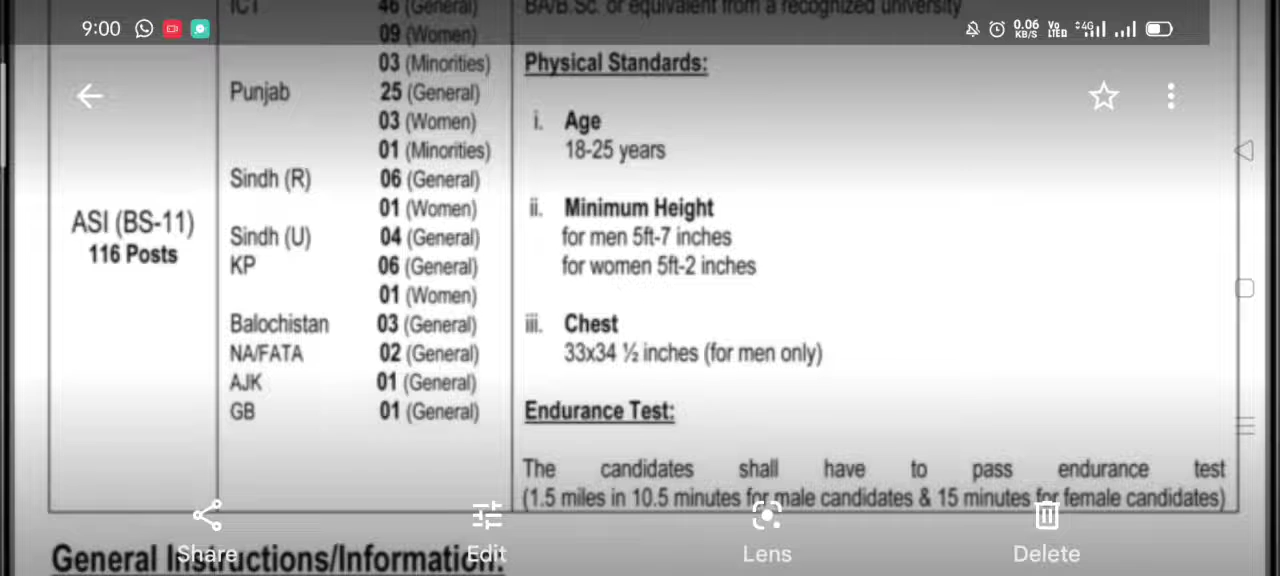 9:00
0.06 KB/S Vo LTE 4G
ICT 46 (General)
09 (Women)
03 (Minorities)
Punjab 25 (General)
03 (Women)
01 (Minorities)
Sindh (R) 06 (General)
01 (Women)
ASI (BS-11)
116 Posts
Sindh (U) 04 (General)
KP 06 (General)
01 (Women)
Balochistan 03 (General)
NA/FATA 02 (General)
AJK 01 (General)
GB 01 (General)
BA/B.Sc. or equivalent from a recognized university
Physical Standards:
i. Age
18-25 years
ii. Minimum Height
for men 5ft-7 inches
for women 5ft-2 inches
iii. Chest
33x34 ½ inches (for men only)
Endurance Test:
The candidates shall have to pass endurance test
(1.5 miles in 10.5 minutes for male candidates & 15 minutes for female candidates)
General Instructions/Information:
Share Edit Lens Delete